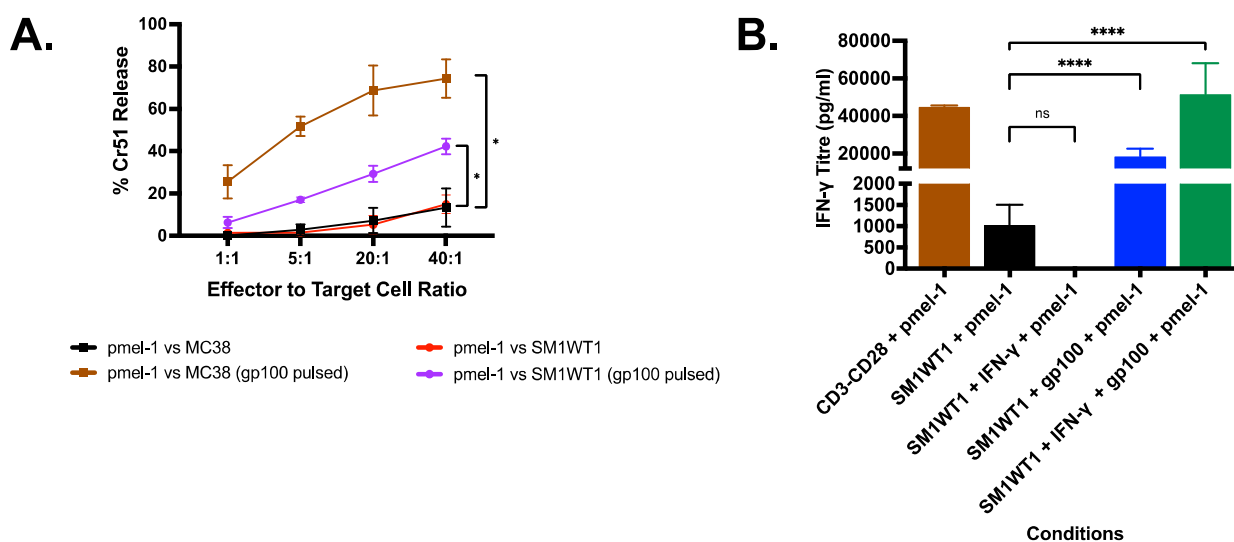 A.
% Cr51 Release
100
80
60
40
20
0
1:1 5:1 20:1 40:1
Effector to Target Cell Ratio
*
*
pmel-1 vs MC38
pmel-1 vs MC38 (gp100 pulsed)
pmel-1 vs SM1WT1
pmel-1 vs SM1WT1 (gp100 pulsed)
B.
IFN-γ Titre (pg/ml)
80000
60000
40000
20000
2000
1500
1000
500
0
****
****
ns
CD3-CD28 + pmel-1
SM1WT1 + pmel-1
SM1WT1 + IFN-γ + pmel-1
SM1WT1 + gp100 + pmel-1
SM1WT1 + IFN-γ + gp100 + pmel-1
Conditions